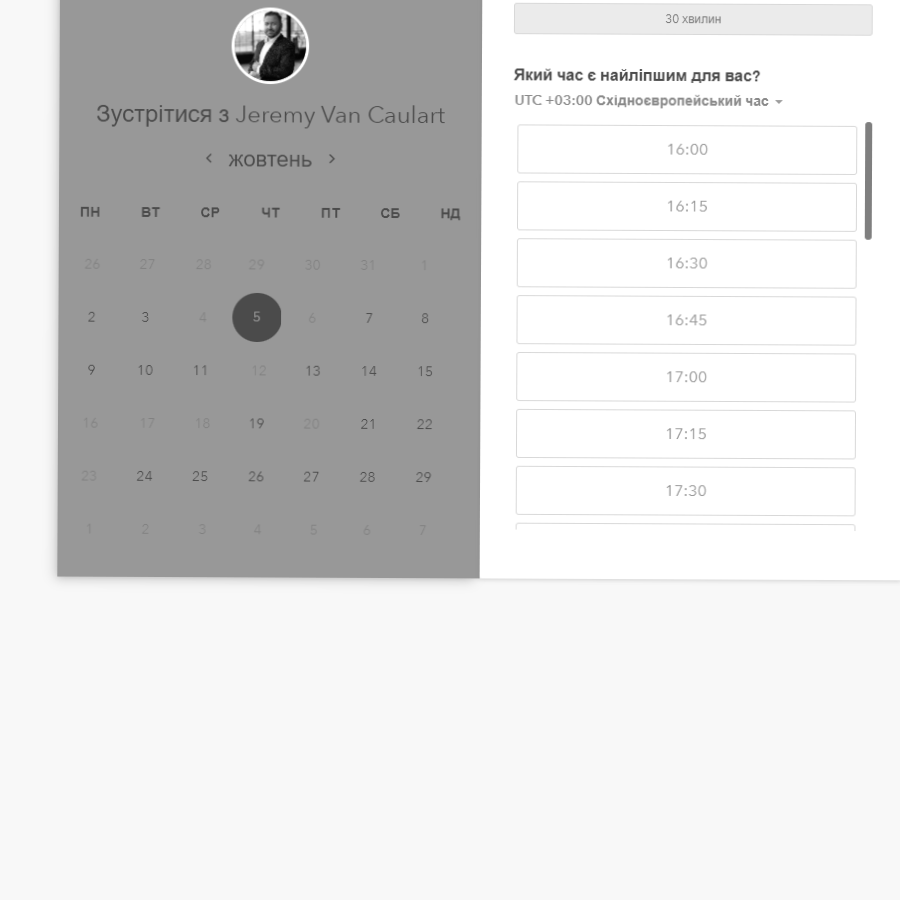 Зустрітися з Jeremy Van Caulart
жовтень
ПН ВТ СР ЧТ ПТ СБ НД
26 27 28 29 30 31 1
2 3 4 5 6 7 8
9 10 11 12 13 14 15
16 17 18 19 20 21 22
23 24 25 26 27 28 29
1 2 3 4 5 6 7
30 хвилин
Який час є найліпшим для вас?
UTC +03:00 Східноєвропейський час
16:00
16:15
16:30
16:45
17:00
17:15
17:30